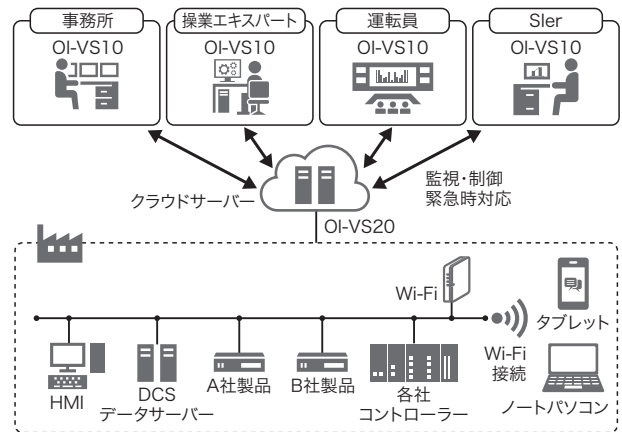 事務所
OI-VS10
操業エキスパート
OI-VS10
運転員
OI-VS10
SIer
OI-VS10
クラウドサーバー
監視・制御
緊急時対応
OI-VS20
Wi-Fi
タブレット
Wi-Fi
接続
HMI
DCS
データサーバー
A社製品
B社製品
各社
コントローラー
ノートパソコン